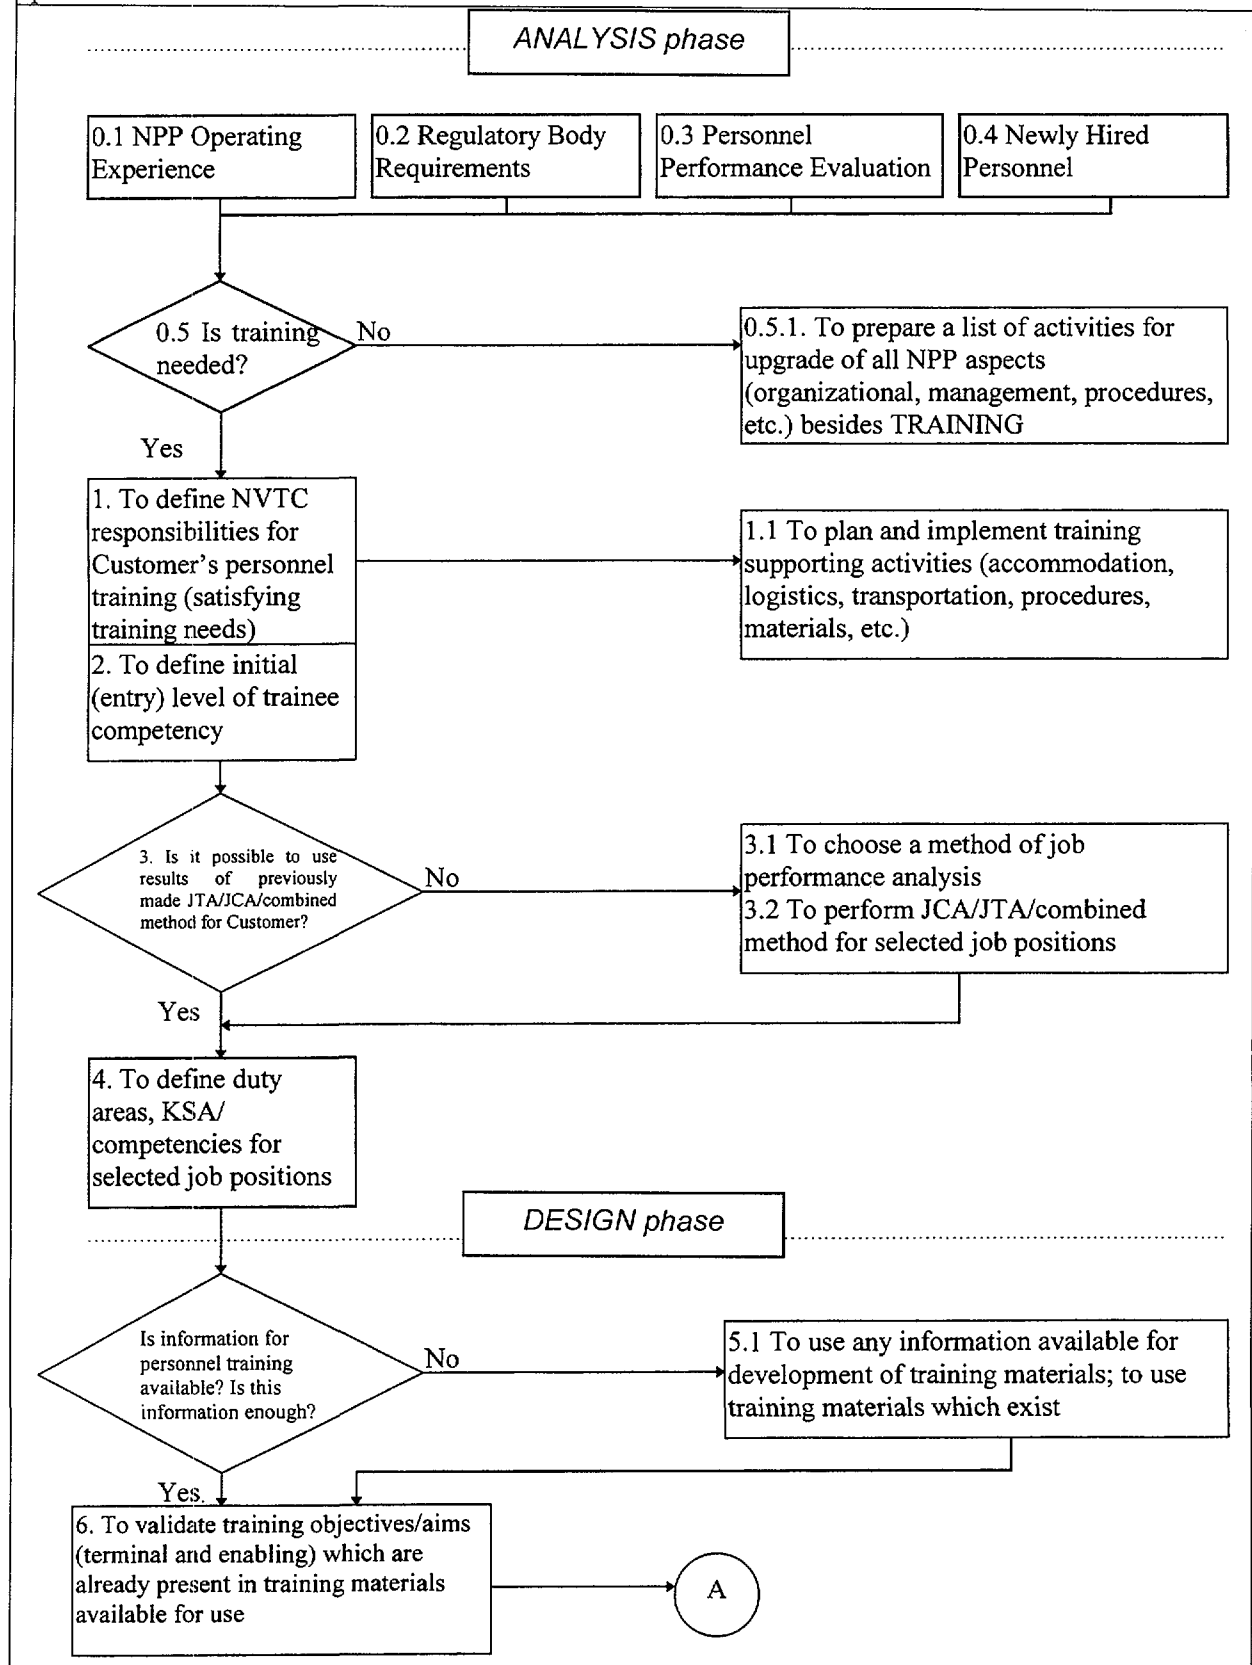 ANALYSIS phase
0.1 NPP Operating
Experience
0.2 Regulatory Body
Requirements
0.3 Personnel
Performance Evaluation
0.4 Newly Hired
Personnel
0.5 Is training
needed?
No
0.5.1. To prepare a list of activities for
upgrade of all NPP aspects
(organizational, management, procedures,
etc.) besides TRAINING
Yes
1. To define NVTC
responsibilities for
Customer's personnel
training (satisfying
training needs)
1.1 To plan and implement training
supporting activities (accommodation,
logistics, transportation, procedures,
materials, etc.)
2. To define initial
(entry) level of trainee
competency
3. Is it possible to use
results of previously
made JTA/JCA/combined
method for Customer?
No
3.1 To choose a method of job
performance analysis
3.2 To perform JCA/JTA/combined
method for selected job positions
Yes
4. To define duty
areas, KSA/
competencies for
selected job positions
DESIGN phase
Is information for
personnel training
available? Is this
information enough?
No
5.1 To use any information available for
development of training materials; to use
training materials which exist
Yes.
6. To validate training objectives/aims
(terminal and enabling) which are
already present in training materials
available for use
A